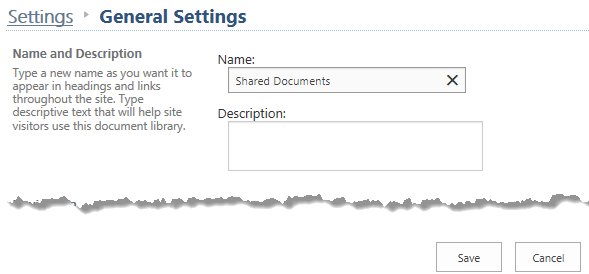 Settings ▸ General Settings
Name and Description
Type a new name as you want it to
appear in headings and links
throughout the site. Type
descriptive text that will help site
visitors use this document library.
Name:
Shared Documents
Description:
Save
Cancel